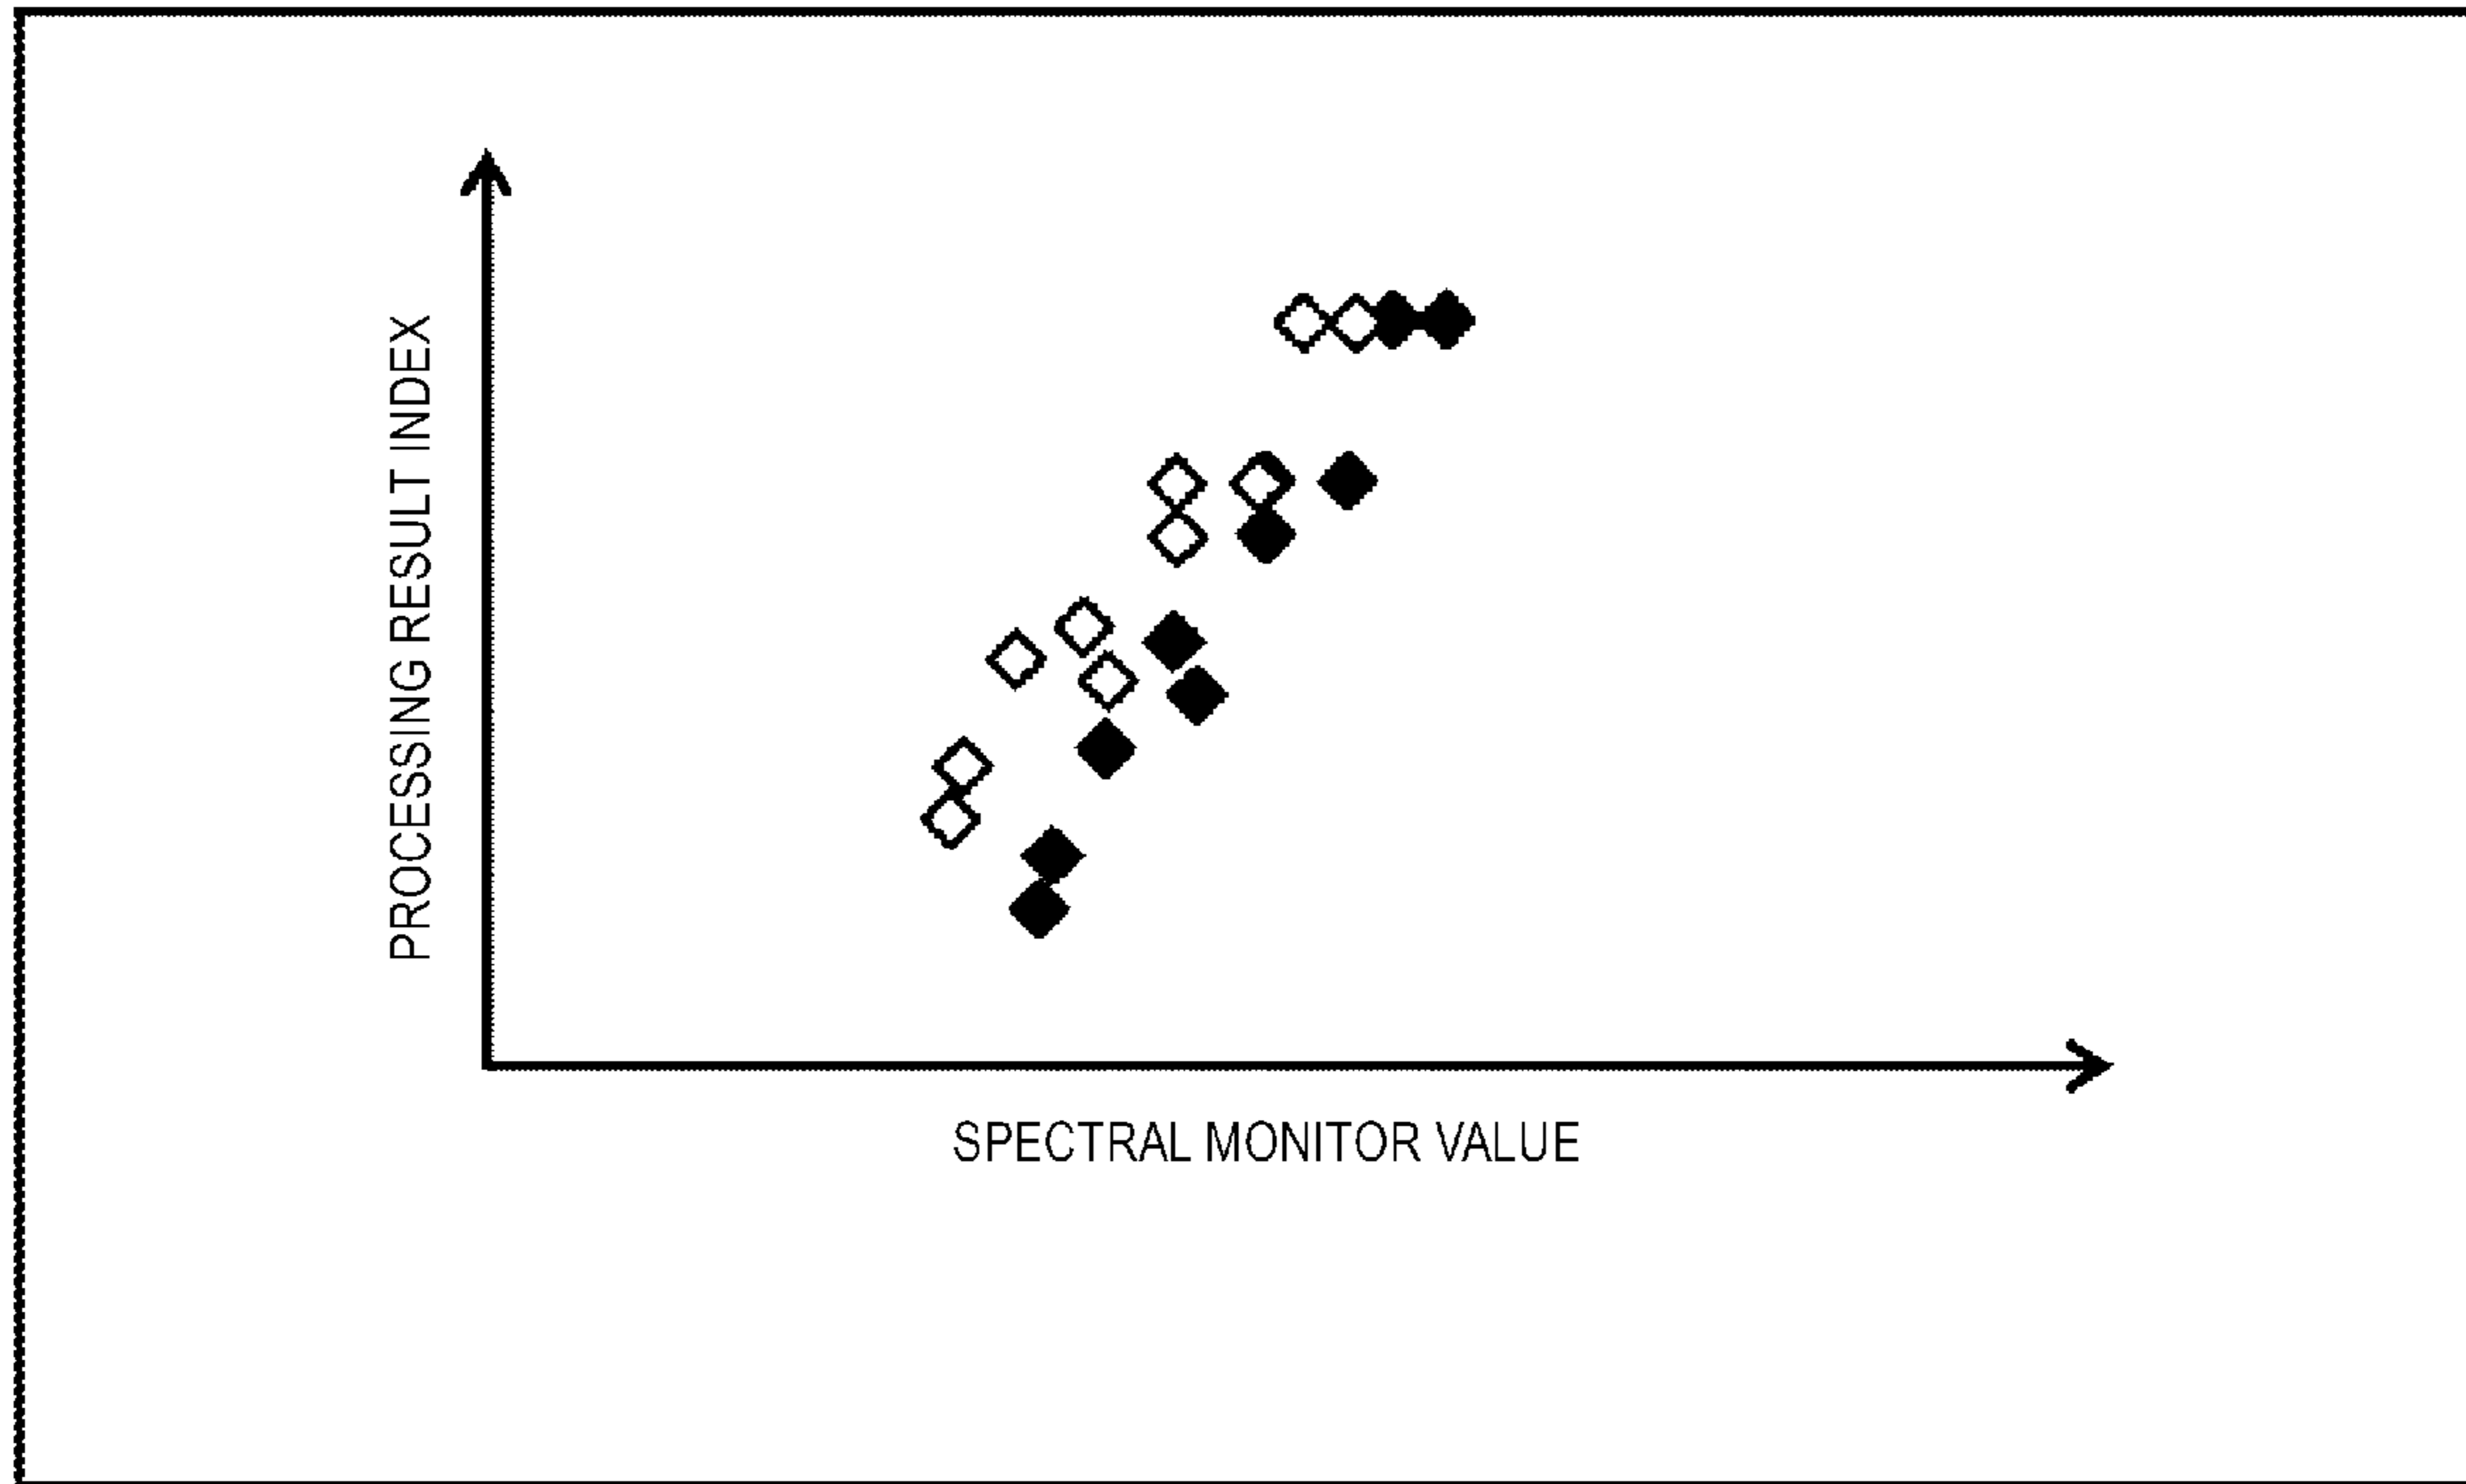 PROCESSING RESULT INDEX
SPECTRAL MONITOR VALUE